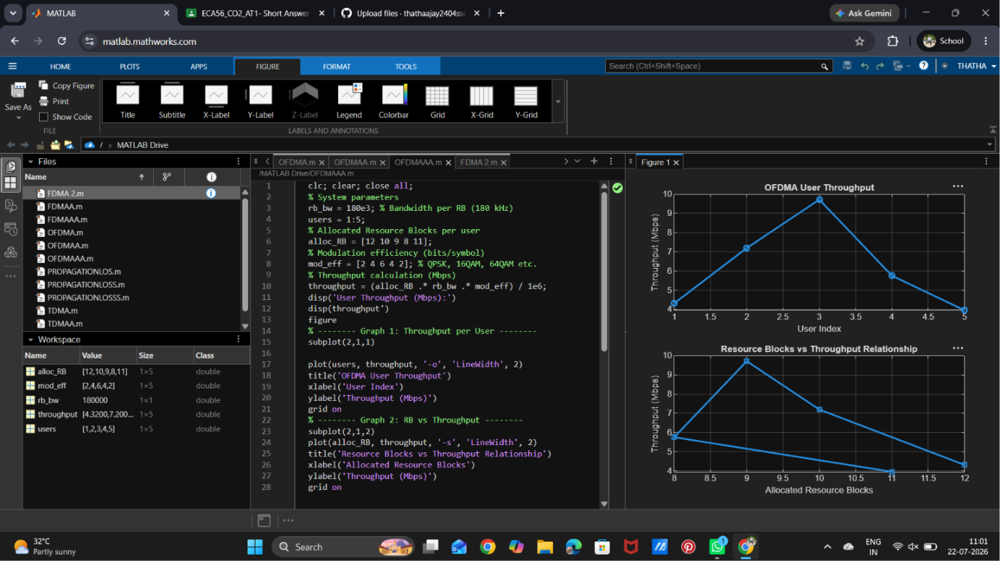 MATLAB
ECA56_CO2_AT1- Short Answer
Upload files · thathaajay2404sse
Ask Gemini
matlab.mathworks.com
School
HOME PLOTS APPS FIGURE FORMAT TOOLS
Search (Ctrl+Shift+Space)
THATHA
Save As
Copy Figure
Print
Show Code
FILE
Title Subtitle X-Label Y-Label Z-Label Legend Colorbar Grid X-Grid Y-Grid
LABELS AND ANNOTATIONS
/ › MATLAB Drive
Files
Name
FDMA 2.m
FDMAA.m
FDMAAA.m
OFDMA.m
OFDMAA.m
OFDMAAA.m
PROPAGATIONLOS.m
PROPAGATIONLOSS.m
PROPAGATIONLOSSS.m
TDMA.m
TDMAA.m
Workspace
Name Value Size Class
alloc_RB [12,10,9,8,11] 1×5 double
mod_eff [2,4,6,4,2] 1×5 double
rb_bw 180000 1×1 double
throughput [4.3200,7.200... 1×5 double
users [1,2,3,4,5] 1×5 double
OFDMA.m OFDMAA.m OFDMAAA.m FDMA 2.m
/MATLAB Drive/OFDMAAA.m
1 clc; clear; close all;
2 % System parameters
3 rb_bw = 180e3; % Bandwidth per RB (180 kHz)
4 users = 1:5;
5 % Allocated Resource Blocks per user
6 alloc_RB = [12 10 9 8 11];
7 % Modulation efficiency (bits/symbol)
8 mod_eff = [2 4 6 4 2]; % QPSK, 16QAM, 64QAM etc.
9 % Throughput calculation (Mbps)
10 throughput = (alloc_RB .* rb_bw .* mod_eff) / 1e6;
11 disp('User Throughput (Mbps):')
12 disp(throughput')
13 figure
14 % -------- Graph 1: Throughput per User --------
15 subplot(2,1,1)
16
17 plot(users, throughput, '-o', 'LineWidth', 2)
18 title('OFDMA User Throughput')
19 xlabel('User Index')
20 ylabel('Throughput (Mbps)')
21 grid on
22 % -------- Graph 2: RB vs Throughput --------
23 subplot(2,1,2)
24 plot(alloc_RB, throughput, '-s', 'LineWidth', 2)
25 title('Resource Blocks vs Throughput Relationship')
26 xlabel('Allocated Resource Blocks')
27 ylabel('Throughput (Mbps)')
28 grid on
Figure 1
OFDMA User Throughput
Throughput (Mbps)
10
9
8
7
6
5
4
1 1.5 2 2.5 3 3.5 4 4.5 5
User Index
Resource Blocks vs Throughput Relationship
Throughput (Mbps)
10
9
8
7
6
5
4
8 8.5 9 9.5 10 10.5 11 11.5 12
Allocated Resource Blocks
32°C
Partly sunny
Search
1
ENG
IN
11:01
22-07-2026